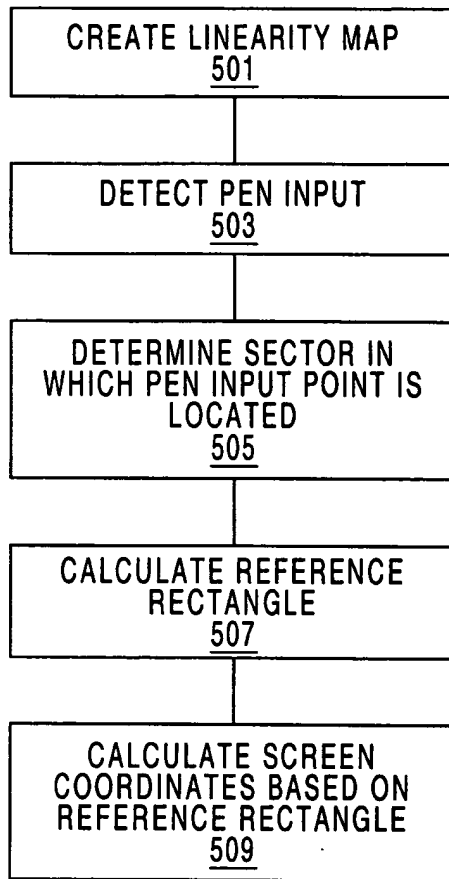 CREATE LINEARITY MAP
501
DETECT PEN INPUT
503
DETERMINE SECTOR IN
WHICH PEN INPUT POINT IS
LOCATED
505
CALCULATE REFERENCE
RECTANGLE
507
CALCULATE SCREEN
COORDINATES BASED ON
REFERENCE RECTANGLE
509